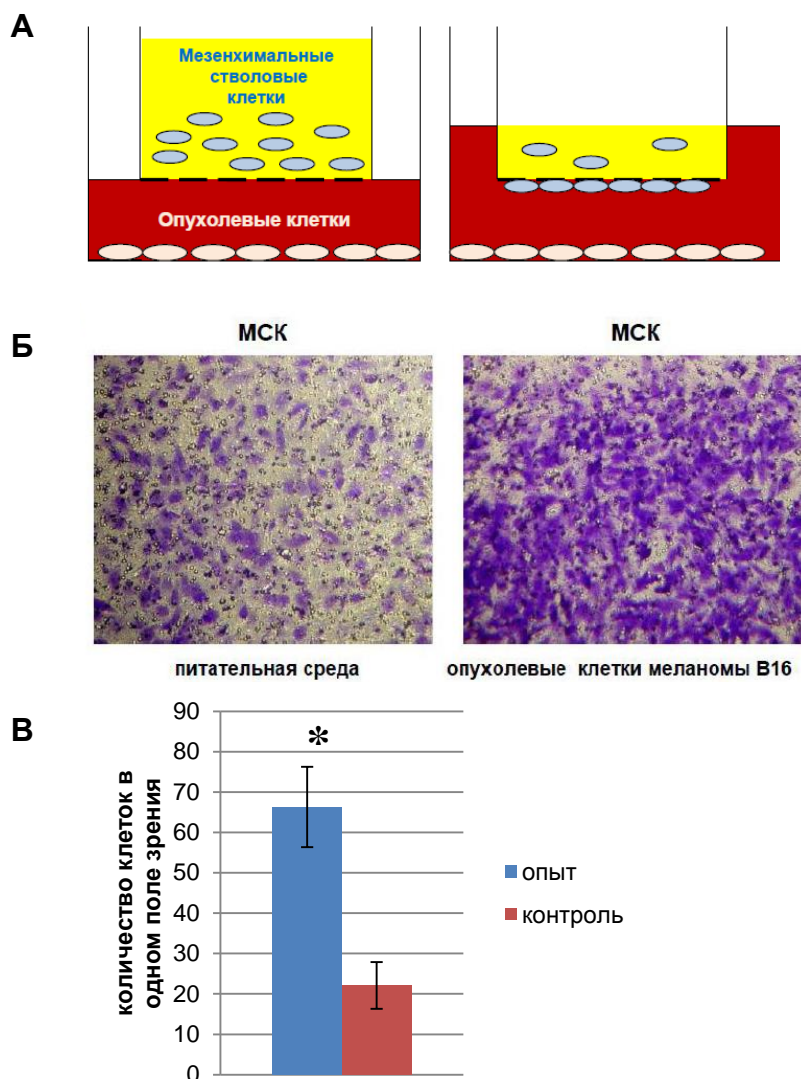 А
Мезенхимальные
стволовые
клетки
Опухолевые клетки
Б
МСК
МСК
питательная среда
опухолевые клетки меланомы В16
В
количество клеток в
одном поле зрения
90
80
70
60
50
40
30
20
10
0
*
опыт
контроль